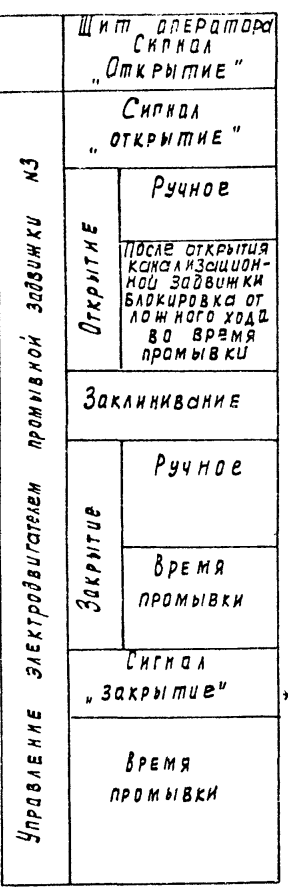 Щит оператора
Сигнал
„Открытие"
Управление электродвигателем промывной задвижки №3
Сигнал
„открытие"
Открытие
Ручное
После открытия
канализацион-
ной задвижки
Блокировка от
ложного хода
во время
промывки
Заклинивание
Закрытие
Ручное
Время
промывки
Сигнал
„закрытие"
*
Время
промывки